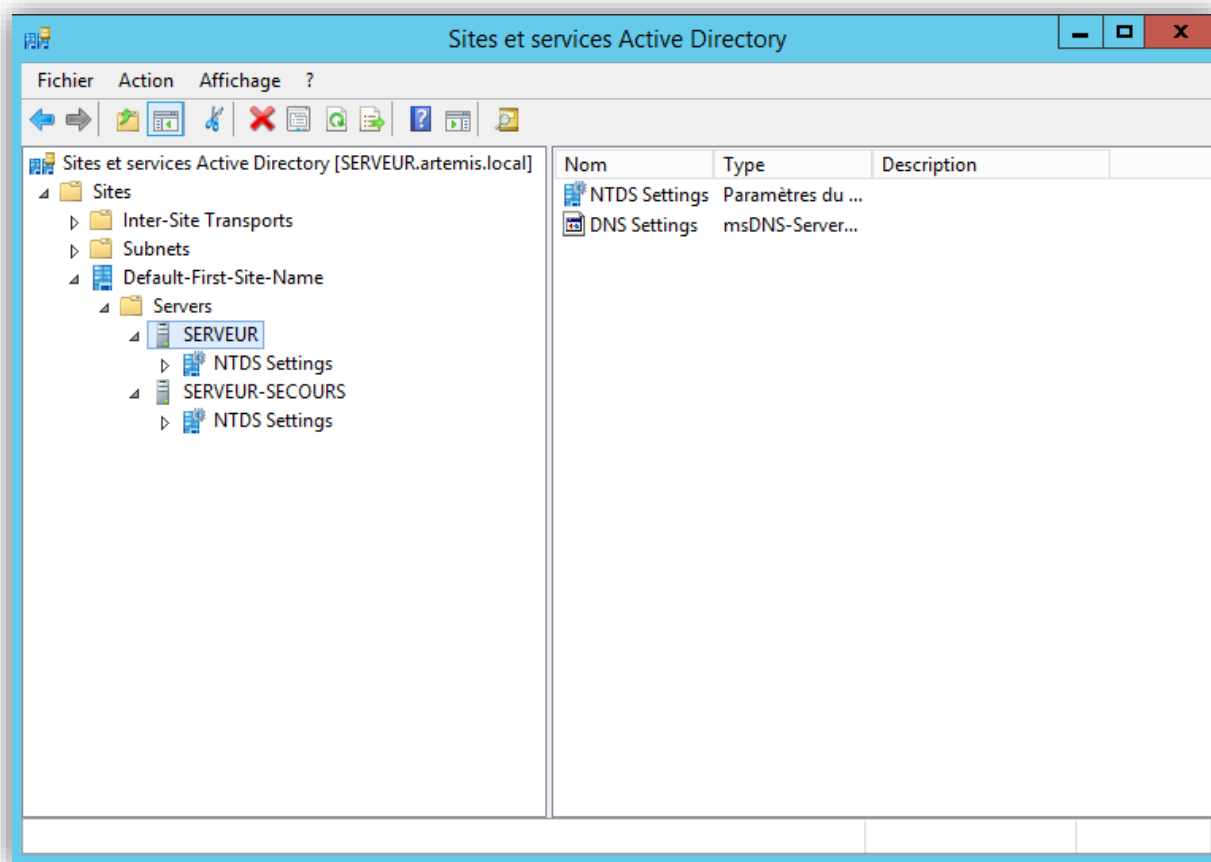 Sites et services Active Directory
Fichier Action Affichage ?
Sites et services Active Directory [SERVEUR.artemis.local]
Sites
Inter-Site Transports
Subnets
Default-First-Site-Name
Servers
SERVEUR
NTDS Settings
SERVEUR-SECOURS
NTDS Settings
Nom Type Description
NTDS Settings Paramètres du ...
DNS Settings msDNS-Server...